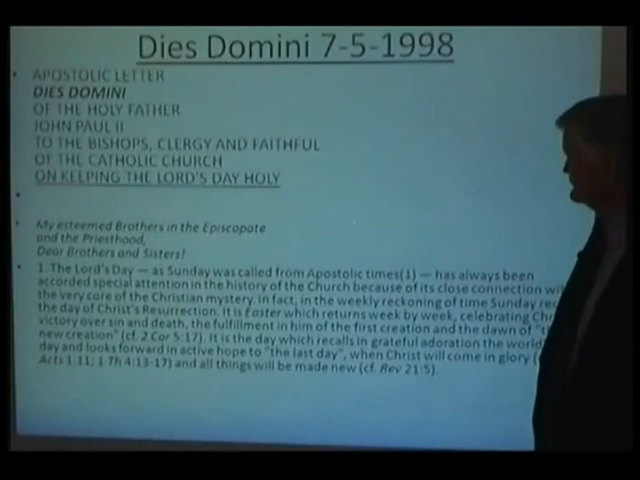 Dies Domini 7-5-1998
APOSTOLIC LETTER
DIES DOMINI
OF THE HOLY FATHER
JOHN PAUL II
TO THE BISHOPS, CLERGY AND FAITHFUL
OF THE CATHOLIC CHURCH
ON KEEPING THE LORD'S DAY HOLY
My esteemed Brothers in the Episcopate
and the Priesthood,
Dear Brothers and Sisters!
1. The Lord's Day — as Sunday was called from Apostolic times(1) — has always been
accorded special attention in the history of the Church because of its close connection
the very core of the Christian mystery. In fact, in the weekly reckoning of time Sunday
the day of Christ's Resurrection. It is Easter which returns week by week, celebrating
victory over sin and death, the fulfillment in him of the first creation and the dawn of
new creation" (cf. 2 Cor 5:17). It is the day which recalls in grateful adoration the world
day and looks forward in active hope to "the last day", when Christ will come in glory
Acts 1:11; 1 Th 4:13-17) and all things will be made new (cf. Rev 21:5).